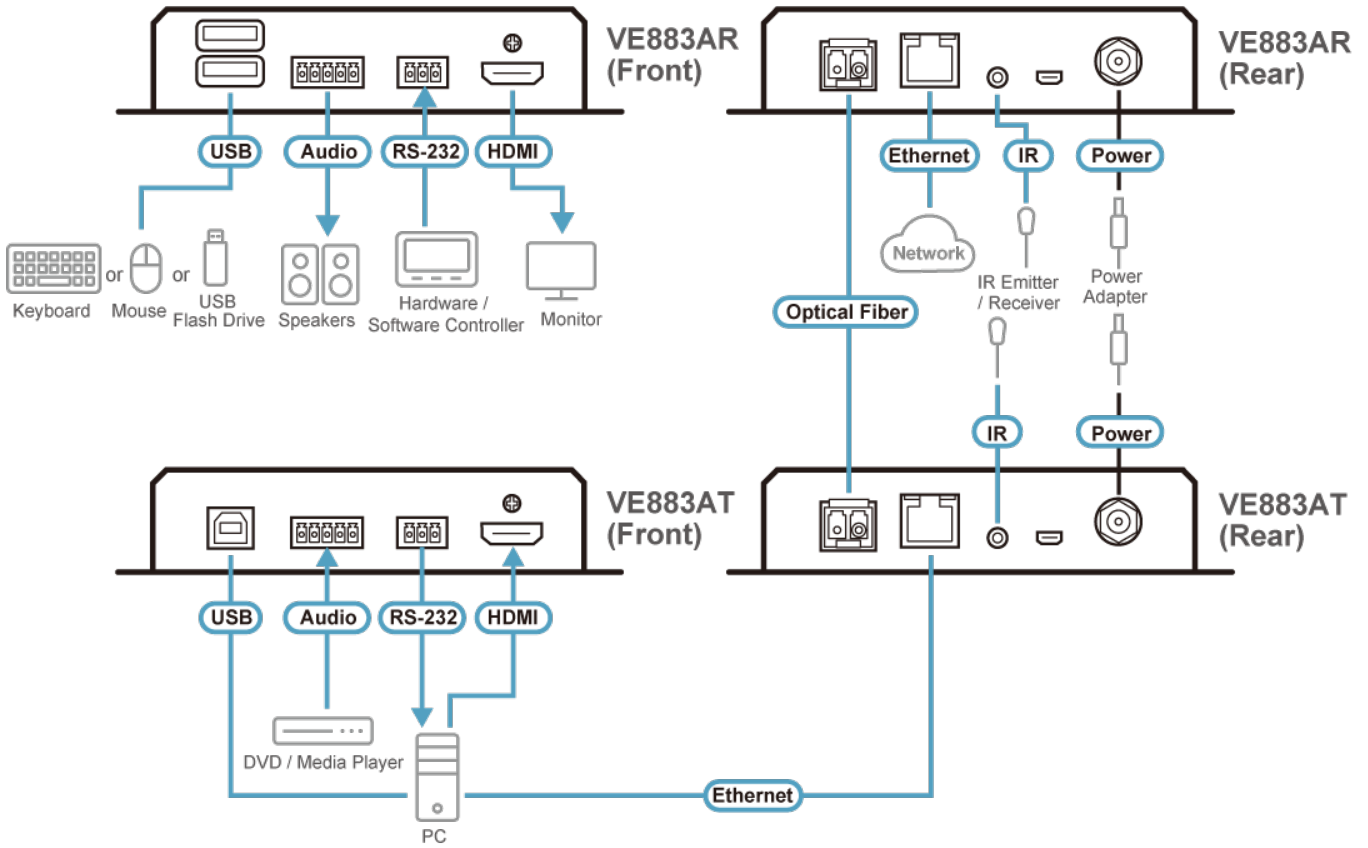 VE883AR
(Front)
USB
Audio
RS-232
HDMI
Keyboard
or
Mouse
or
USB
Flash Drive
Speakers
Hardware /
Software Controller
Monitor
VE883AR
(Rear)
Ethernet
IR
Power
Network
IR Emitter
/ Receiver
Power
Adapter
Optical Fiber
IR
Power
VE883AT
(Front)
USB
Audio
RS-232
HDMI
DVD / Media Player
PC
VE883AT
(Rear)
Ethernet